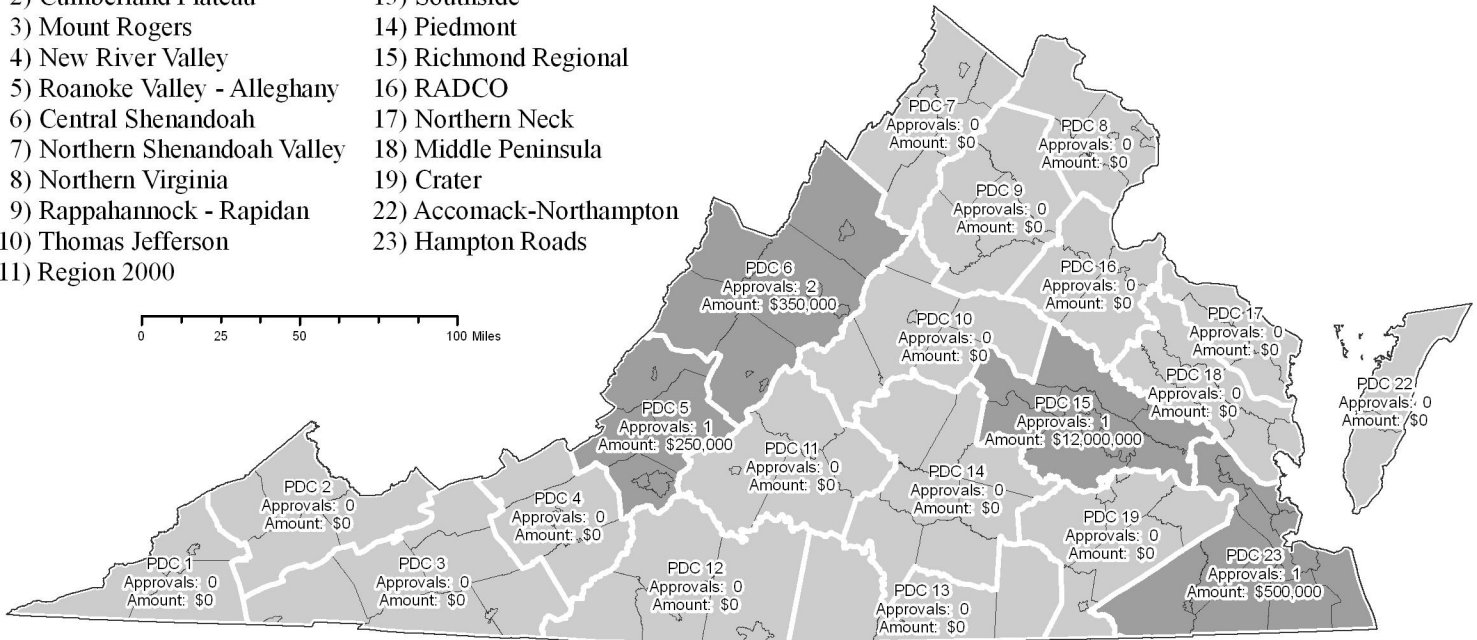 2) Cumberland Plateau
3) Mount Rogers
4) New River Valley
5) Roanoke Valley - Alleghany
6) Central Shenandoah
7) Northern Shenandoah Valley
8) Northern Virginia
9) Rappahannock - Rapidan
10) Thomas Jefferson
11) Region 2000
13) Southside
14) Piedmont
15) Richmond Regional
16) RADCO
17) Northern Neck
18) Middle Peninsula
19) Crater
22) Accomack-Northampton
23) Hampton Roads
0 25 50 100 Miles
PDC 7
Approvals: 0
Amount: $0
PDC 8
Approvals: 0
Amount: $0
PDC 9
Approvals: 0
Amount: $0
PDC 6
Approvals: 2
Amount: $350,000
PDC 16
Approvals: 0
Amount: $0
PDC 10
Approvals: 0
Amount: $0
PDC 17
Approvals: 0
Amount: $0
PDC 18
Approvals: 0
Amount: $0
PDC 22
Approvals: 0
Amount: $0
PDC 5
Approvals: 1
Amount: $250,000
PDC 15
Approvals: 1
Amount: $12,000,000
PDC 11
Approvals: 0
Amount: $0
PDC 14
Approvals: 0
Amount: $0
PDC 2
Approvals: 0
Amount: $0
PDC 4
Approvals: 0
Amount: $0
PDC 19
Approvals: 0
Amount: $0
PDC 1
Approvals: 0
Amount: $0
PDC 3
Approvals: 0
Amount: $0
PDC 12
Approvals: 0
Amount: $0
PDC 13
Approvals: 0
Amount: $0
PDC 23
Approvals: 1
Amount: $500,000